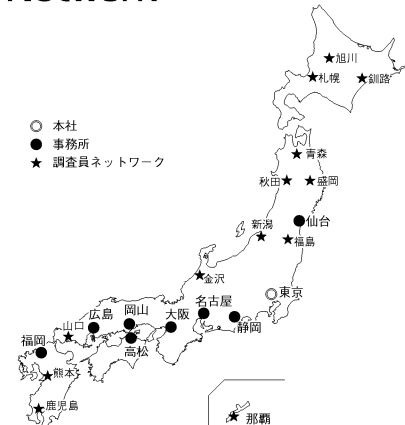 Network
旭川
札幌
釧路
本社
事務所
調査員ネットワーク
青森
秋田
盛岡
仙台
新潟
福島
金沢
東京
名古屋
静岡
大阪
岡山
広島
山口
高松
福岡
熊本
鹿児島
那覇